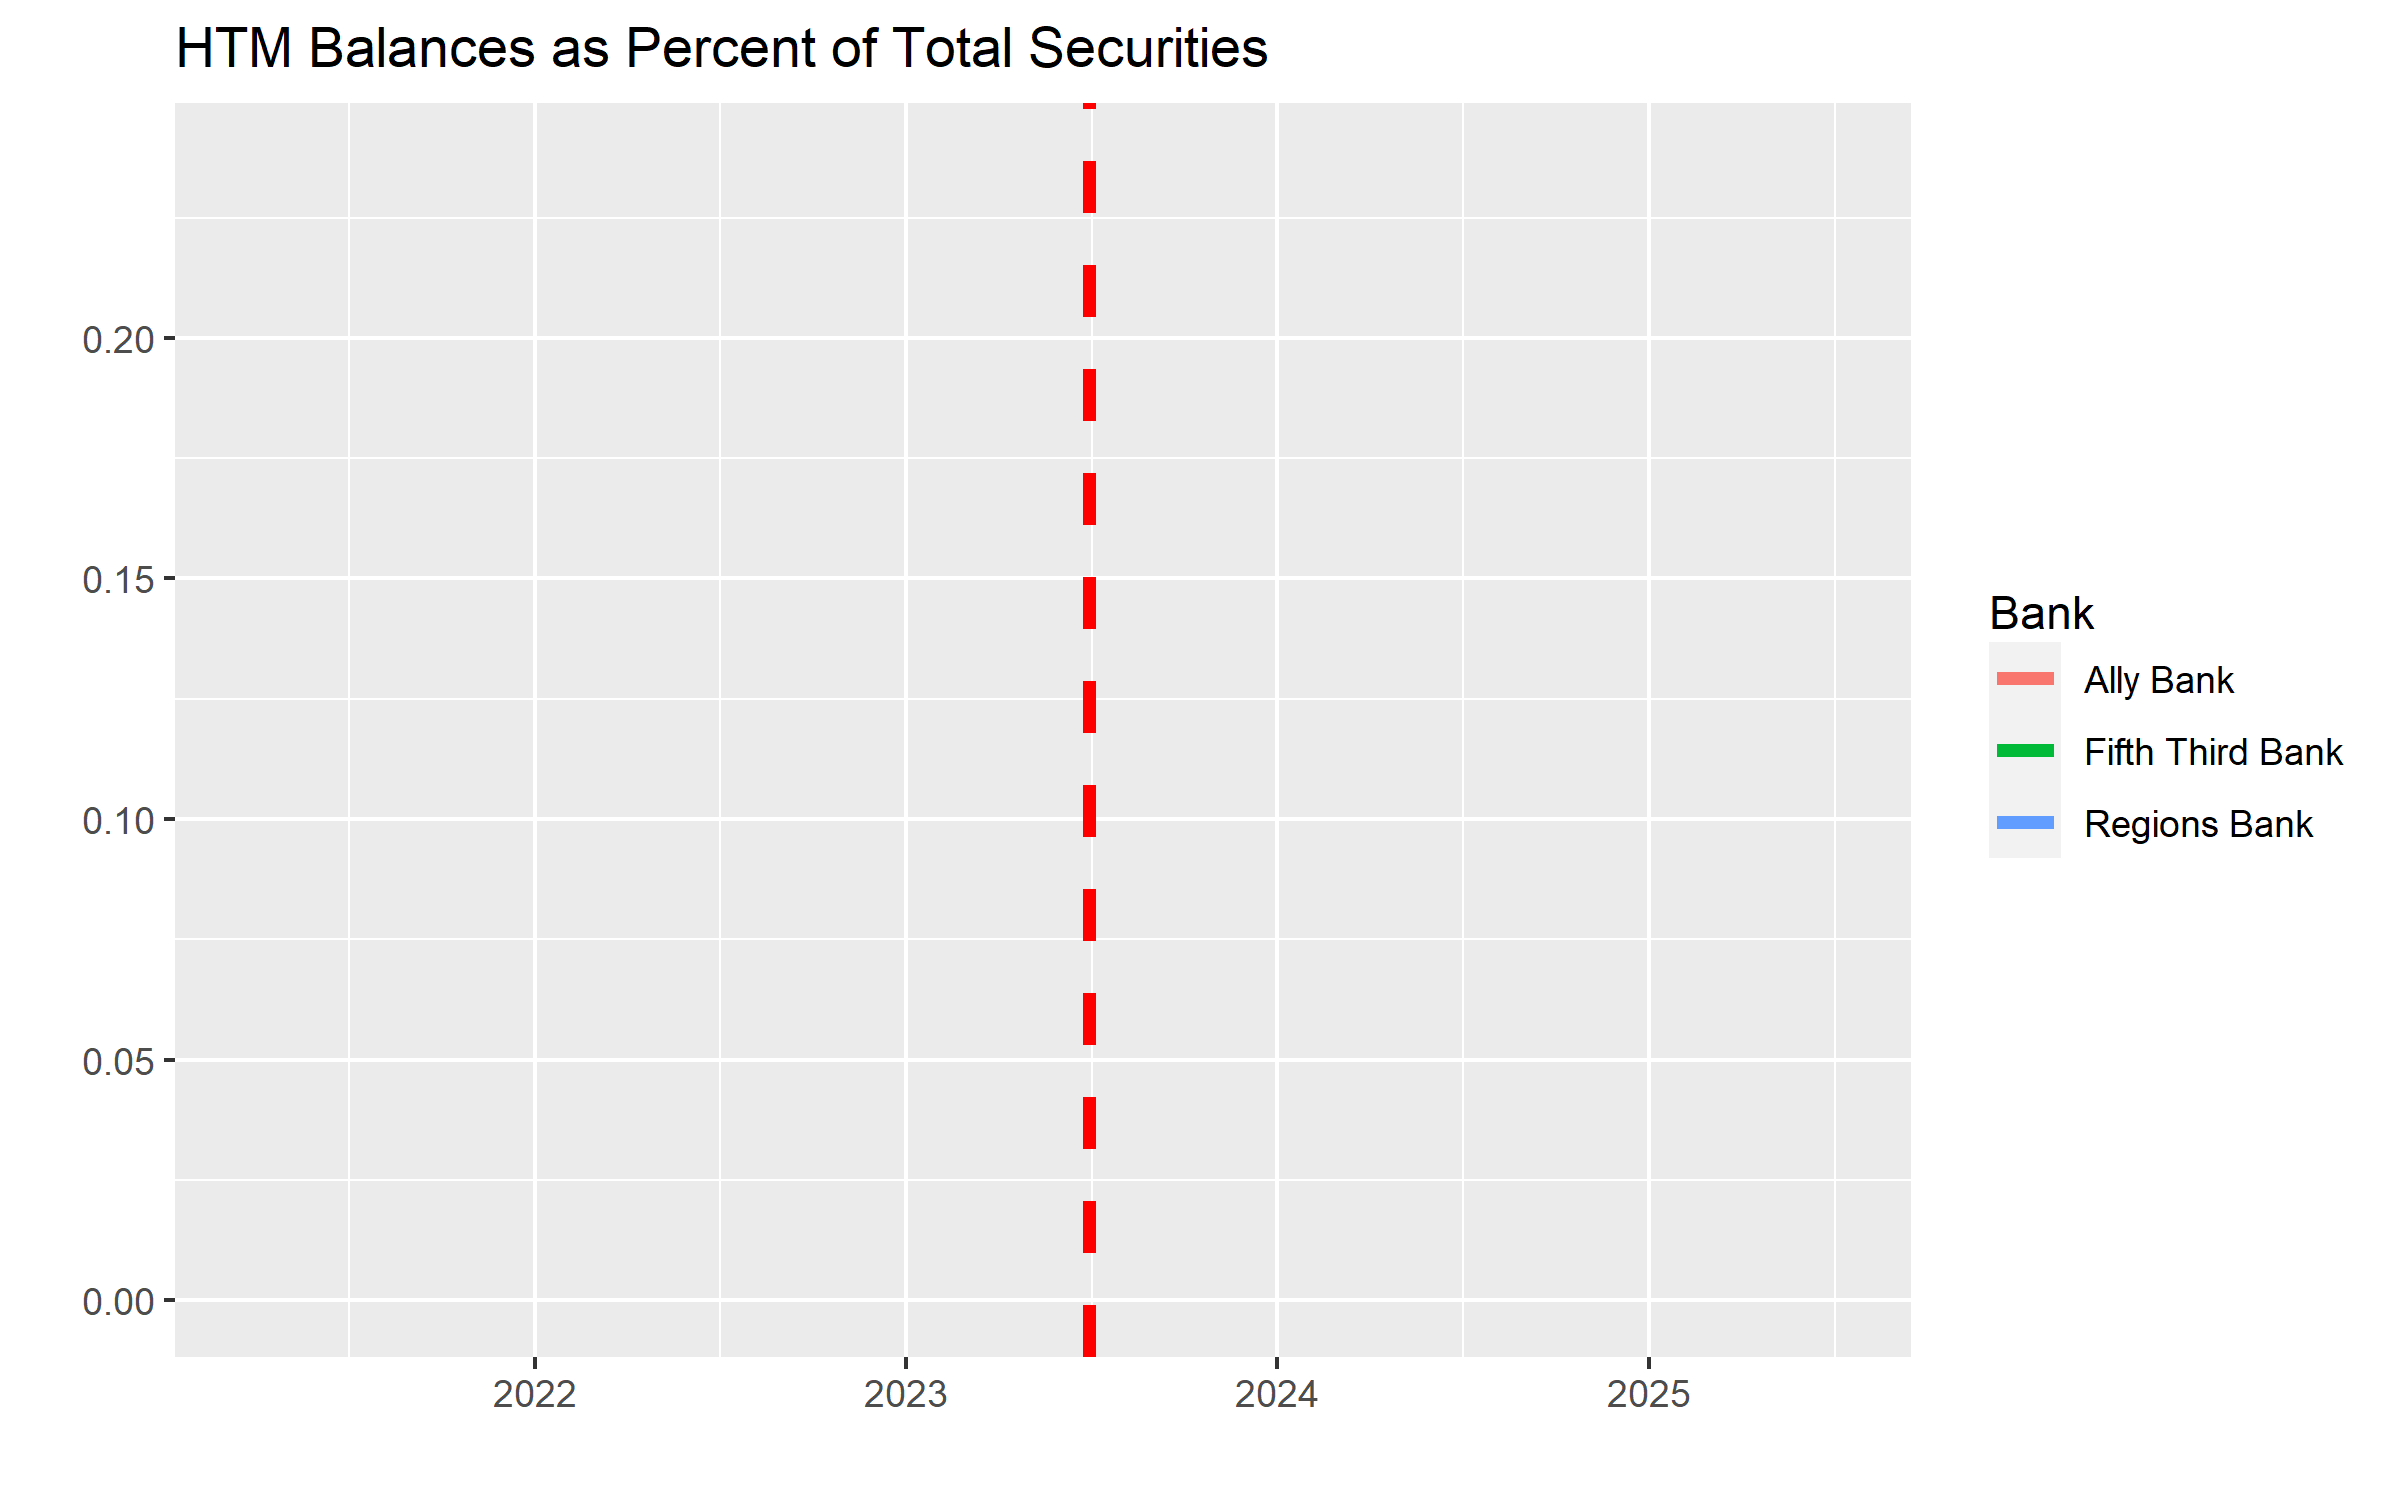 HTM Balances as Percent of Total Securities
0.20
0.15
0.10
0.05
0.00
2022 2023 2024 2025
Bank
Ally Bank
Fifth Third Bank
Regions Bank